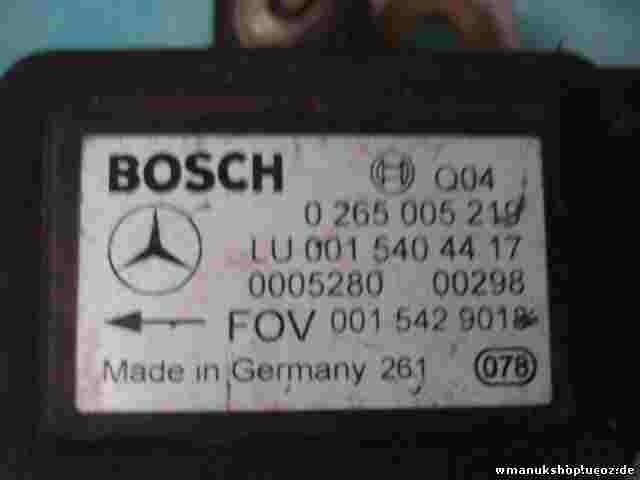 BOSCH Q04
0 265 005 219
LU 001 540 44 17
0005280 00298
FOV 001 542 9018
Made in Germany 261 078
wmanukshop.ucoz.de